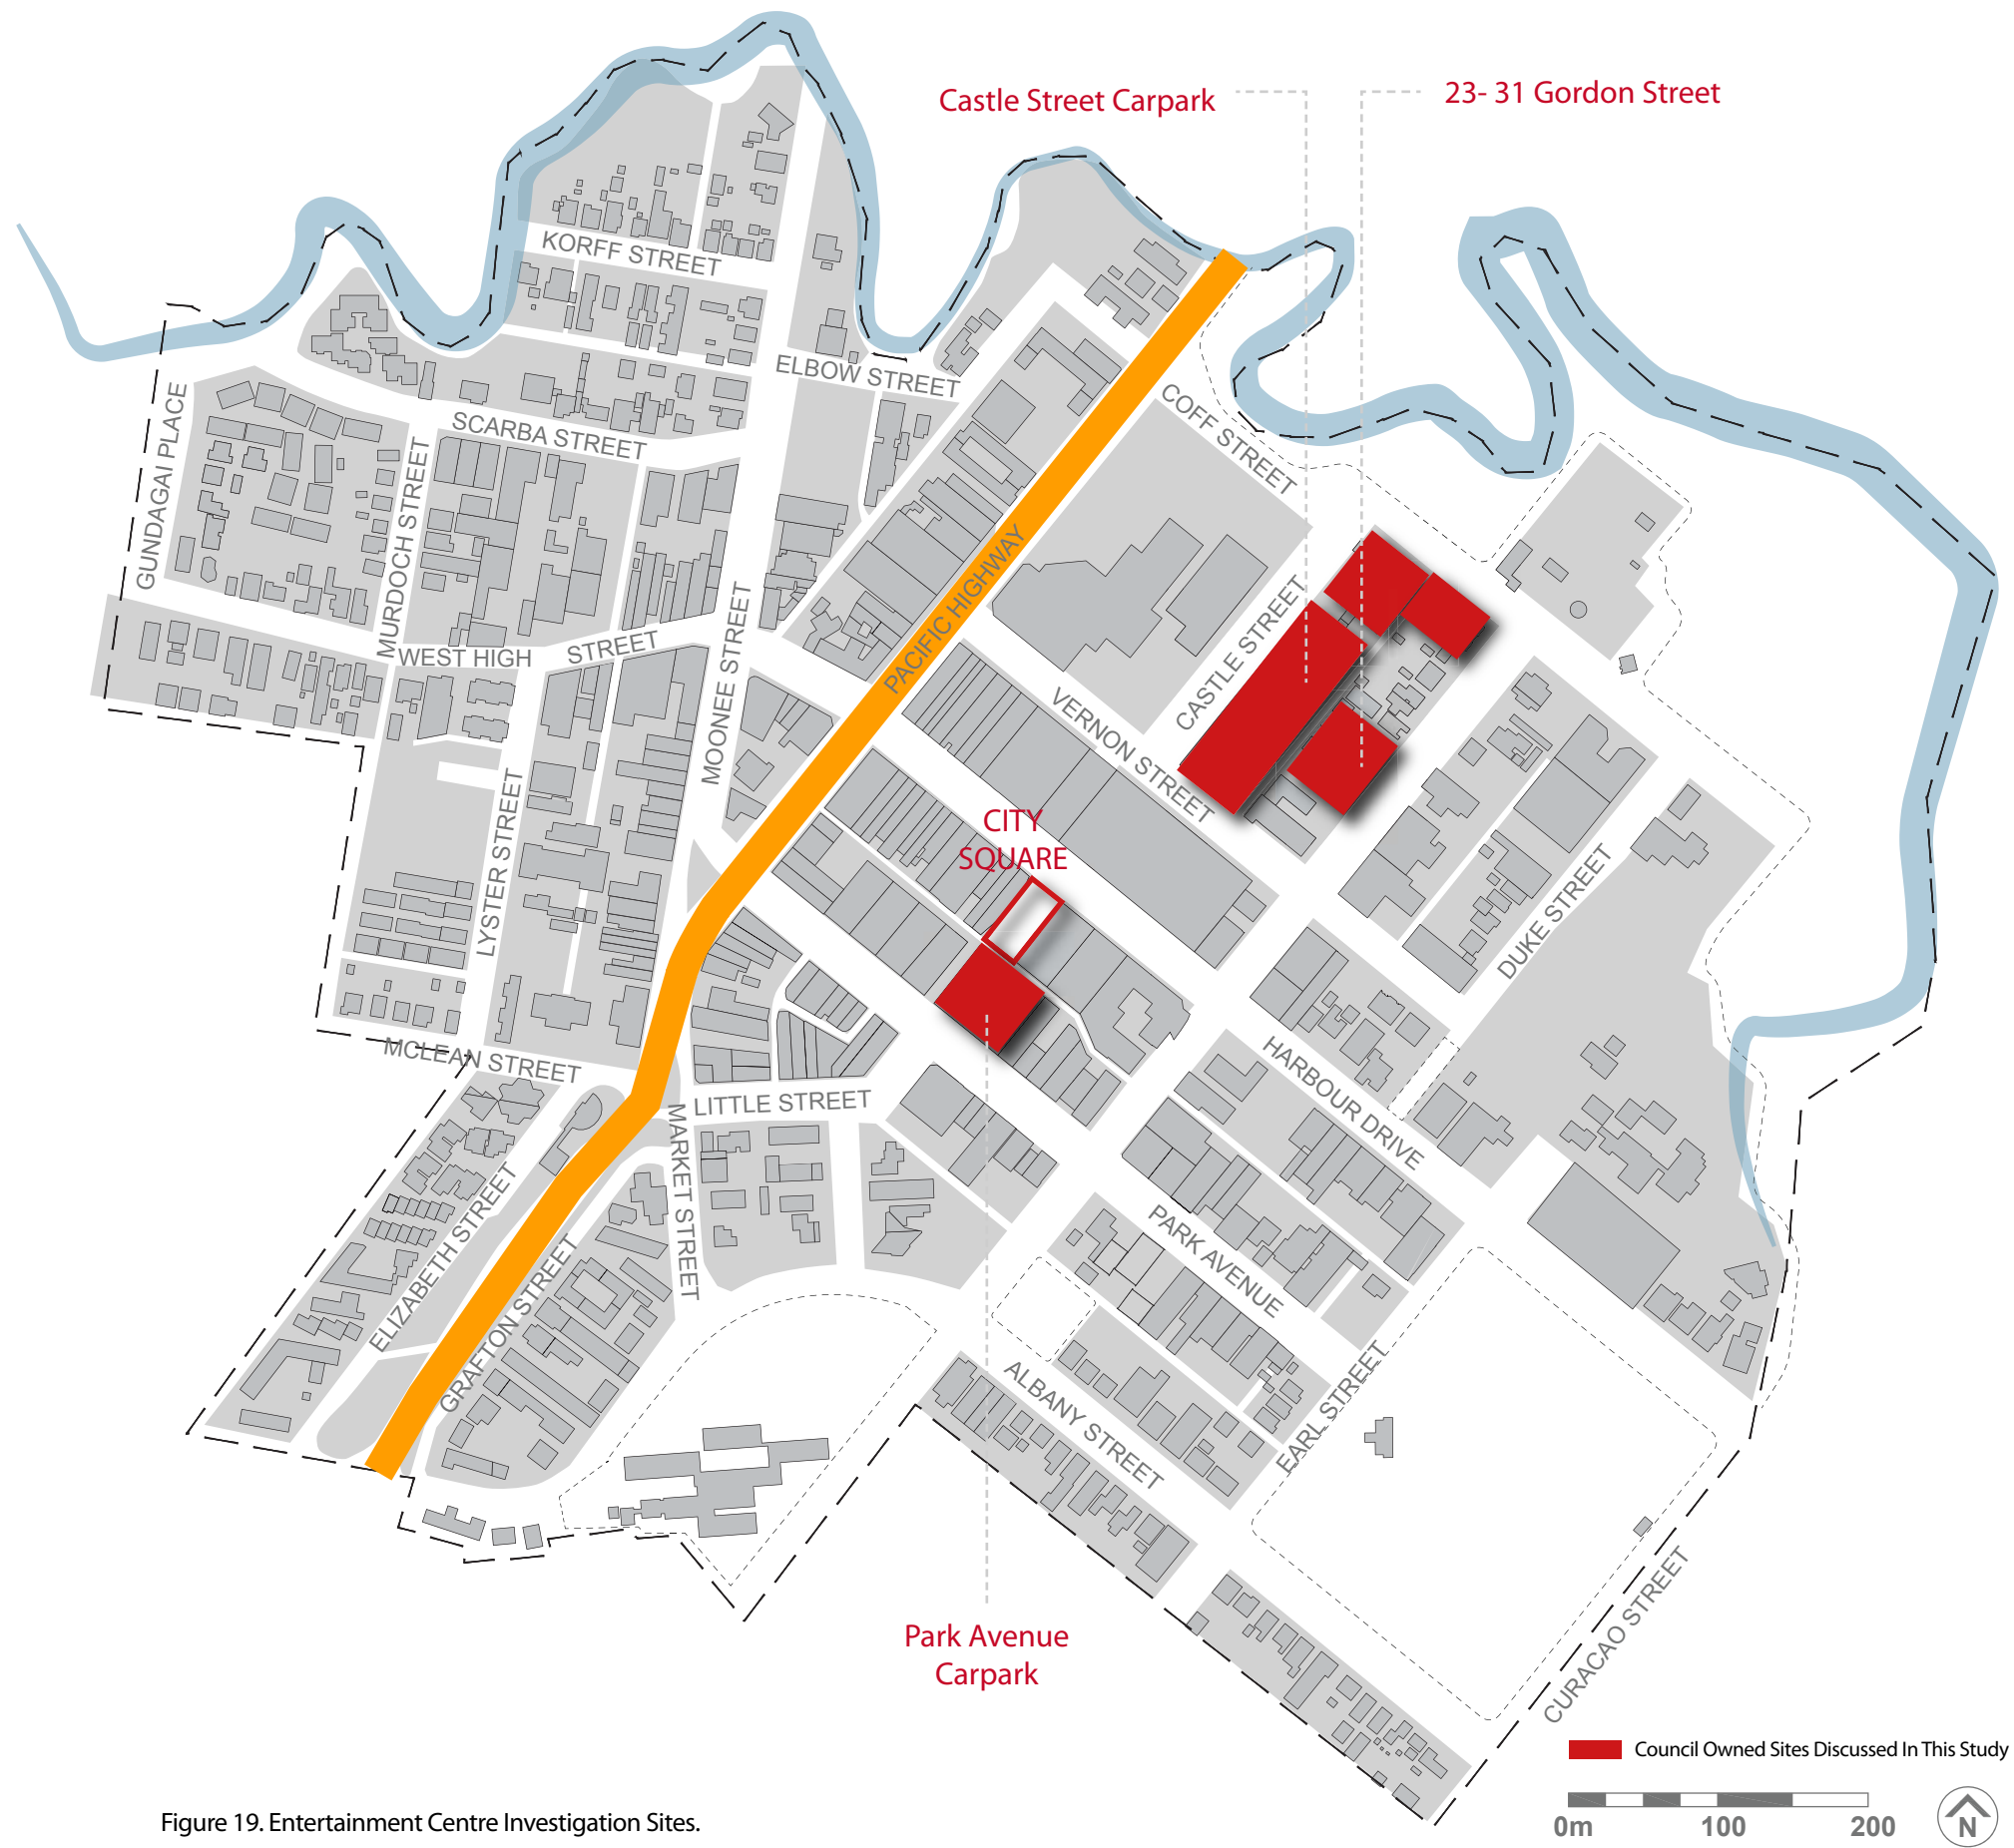 Castle Street Carpark
23- 31 Gordon Street
KORFF STREET
ELBOW STREET
GUNDAGAI PLACE
SCARBA STREET
COFF STREET
MURDOCH STREET
PACIFIC HIGHWAY
CASTLE STREET
WEST HIGH STREET
MOONEE STREET
VERNON STREET
LYSTER STREET
CITY
SQUARE
DUKE STREET
MCLEAN STREET
LITTLE STREET
HARBOUR DRIVE
MARKET STREET
ELIZABETH STREET
PARK AVENUE
GRAFTON STREET
ALBANY STREET
EARL STREET
CURACAO STREET
Park Avenue
Carpark
Council Owned Sites Discussed In This Study
0m 100 200
N
Figure 19. Entertainment Centre Investigation Sites.